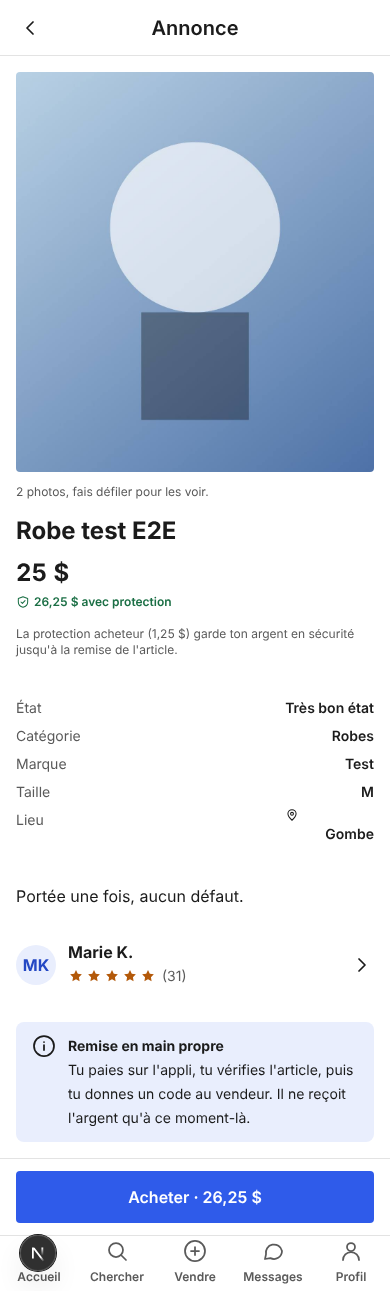 Annonce
2 photos, fais défiler pour les voir.
Robe test E2E
25 $
26,25 $ avec protection
La protection acheteur (1,25 $) garde ton argent en sécurité
jusqu'à la remise de l'article.
État Très bon état
Catégorie Robes
Marque Test
Taille M
Lieu Gombe
Portée une fois, aucun défaut.
MK Marie K.
(31)
Remise en main propre
Tu paies sur l'appli, tu vérifies l'article, puis
tu donnes un code au vendeur. Il ne reçoit
l'argent qu'à ce moment-là.
Acheter · 26,25 $
N
Accueil Chercher Vendre Messages Profil